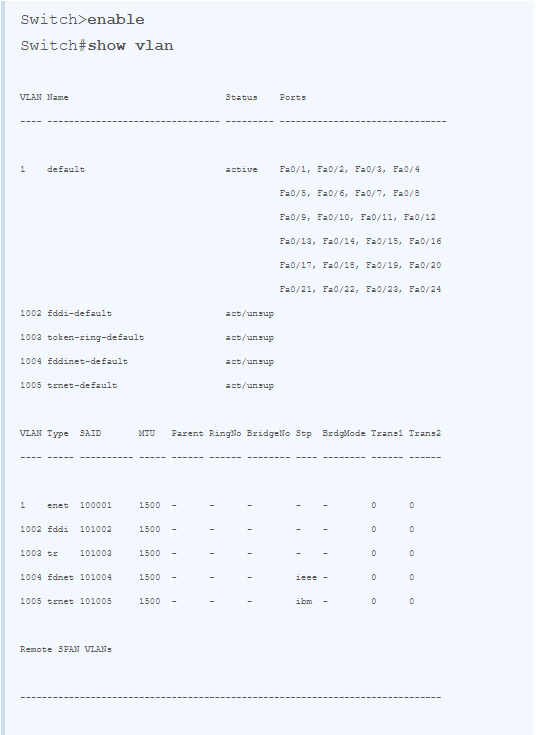 Switch>enable
Switch#show vlan
VLAN Name                             Status    Ports
---- -------------------------------- --------- -------------------------------
1    default                          active    Fa0/1, Fa0/2, Fa0/3, Fa0/4
                                                Fa0/5, Fa0/6, Fa0/7, Fa0/8
                                                Fa0/9, Fa0/10, Fa0/11, Fa0/12
                                                Fa0/13, Fa0/14, Fa0/15, Fa0/16
                                                Fa0/17, Fa0/18, Fa0/19, Fa0/20
                                                Fa0/21, Fa0/22, Fa0/23, Fa0/24
1002 fddi-default                     act/unsup
1003 token-ring-default               act/unsup
1004 fddinet-default                  act/unsup
1005 trnet-default                    act/unsup
VLAN Type  SAID       MTU   Parent RingNo BridgeNo Stp  BrdgMode Trans1 Trans2
---- ----- ---------- ----- ------ ------ -------- ---- -------- ------ ------
1    enet  100001     1500  -      -      -        -    -        0      0
1002 fddi  101002     1500  -      -      -        -    -        0      0
1003 tr    101003     1500  -      -      -        -    -        0      0
1004 fdnet 101004     1500  -      -      -        ieee -        0      0
1005 trnet 101005     1500  -      -      -        ibm  -        0      0
Remote SPAN VLANs
------------------------------------------------------------------------------